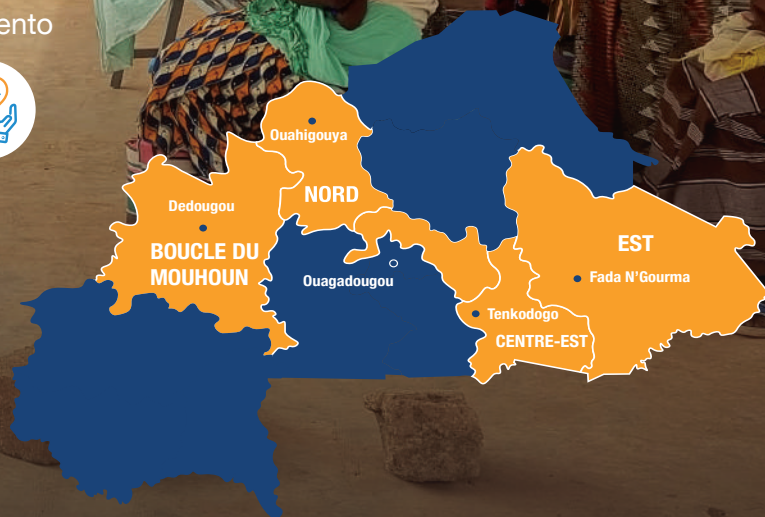 ento
Ouahigouya
NORD
Dedougou
BOUCLE DU
MOUHOUN
Ouagadougou
EST
Fada N'Gourma
Tenkodogo
CENTRE-EST